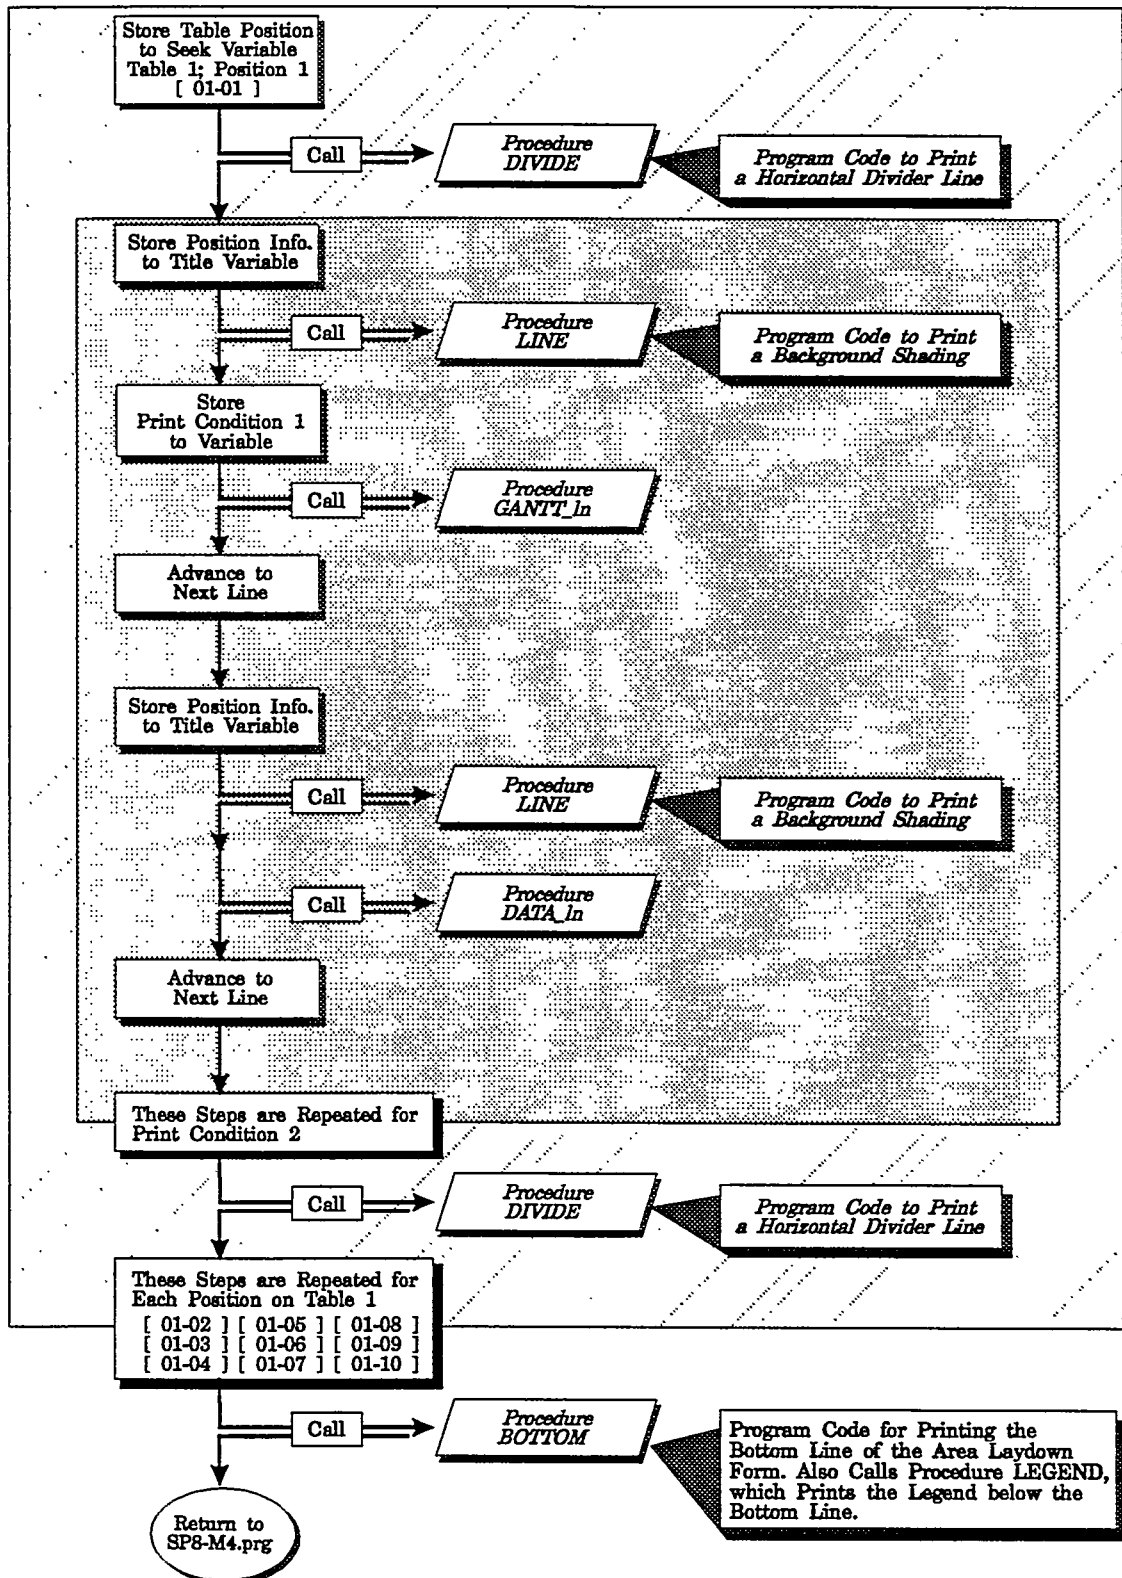 Store Table Position
to Seek Variable
Table 1; Position 1
[ 01-01 ]
Call
Procedure
DIVIDE
Program Code to Print
a Horizontal Divider Line
Store Position Info.
to Title Variable
Call
Procedure
LINE
Program Code to Print
a Background Shading
Store
Print Condition 1
to Variable
Call
Procedure
GANTT_ln
Advance to
Next Line
Store Position Info.
to Title Variable
Call
Procedure
LINE
Program Code to Print
a Background Shading
Call
Procedure
DATA_ln
Advance to
Next Line
These Steps are Repeated for
Print Condition 2
Call
Procedure
DIVIDE
Program Code to Print
a Horizontal Divider Line
These Steps are Repeated for
Each Position on Table 1
[ 01-02 ] [ 01-05 ] [ 01-08 ]
[ 01-03 ] [ 01-06 ] [ 01-09 ]
[ 01-04 ] [ 01-07 ] [ 01-10 ]
Call
Procedure
BOTTOM
Program Code for Printing the
Bottom Line of the Area Laydown
Form. Also Calls Procedure LEGEND,
which Prints the Legend below the
Bottom Line.
Return to
SP8-M4.prg